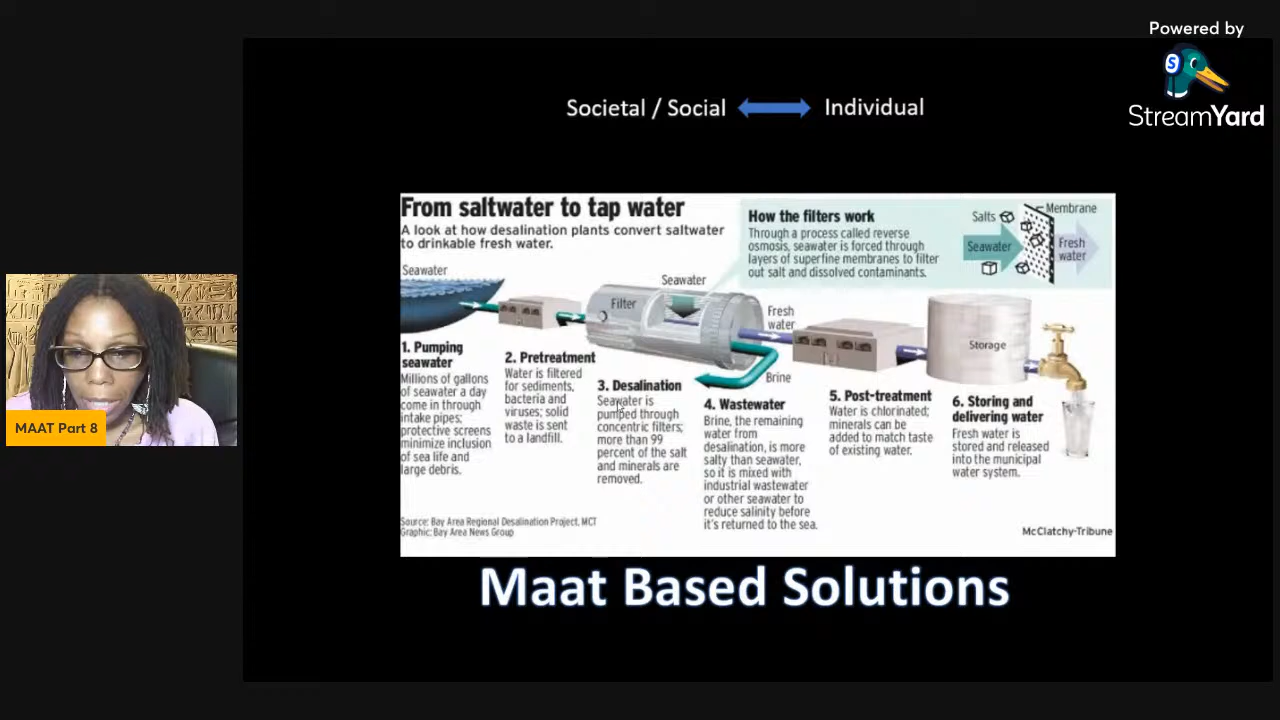 Powered by
StreamYard
Societal / Social
Individual
From saltwater to tap water
A look at how desalination plants convert saltwater
to drinkable fresh water.
How the filters work
Through a process called reverse
osmosis, seawater is forced through
layers of superfine membranes to filter
out salt and dissolved contaminants.
Salts
Membrane
Seawater
Fresh
water
Seawater
Seawater
Filter
Fresh
water
Brine
Storage
1. Pumping
seawater
Millions of gallons
of seawater a day
come in through
intake pipes;
protective screens
minimize inclusion
of sea life and
large debris.
2. Pretreatment
Water is filtered
for sediments,
bacteria and
viruses; solid
waste is sent
to a landfill.
3. Desalination
Seawater is
pumped through
concentric filters;
more than 99
percent of the salt
and minerals are
removed.
4. Wastewater
Brine, the remaining
water from
desalination, is more
salty than seawater,
so it is mixed with
industrial wastewater
or other seawater to
reduce salinity before
it's returned to the sea.
5. Post-treatment
Water is chlorinated;
minerals can be
added to match taste
of existing water.
6. Storing and
delivering water
Fresh water is
stored and released
into the municipal
water system.
Source: Bay Area Regional Desalination Project, MCT
Graphic: Bay Area News Group
McClatchy-Tribune
Maat Based Solutions
MAAT Part 8